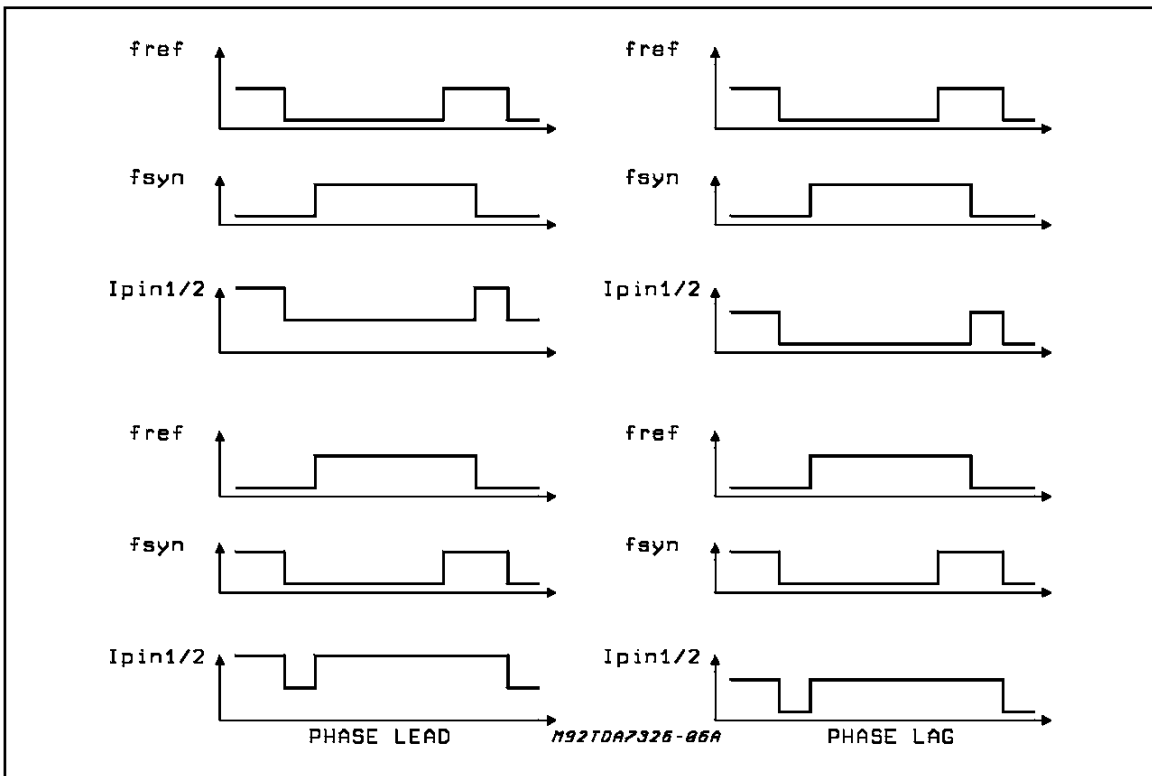 fref fref
fsyn fsyn
Ipin1/2 Ipin1/2
fref fref
fsyn fsyn
Ipin1/2 Ipin1/2
PHASE LEAD M92TDA7326-06A PHASE LAG